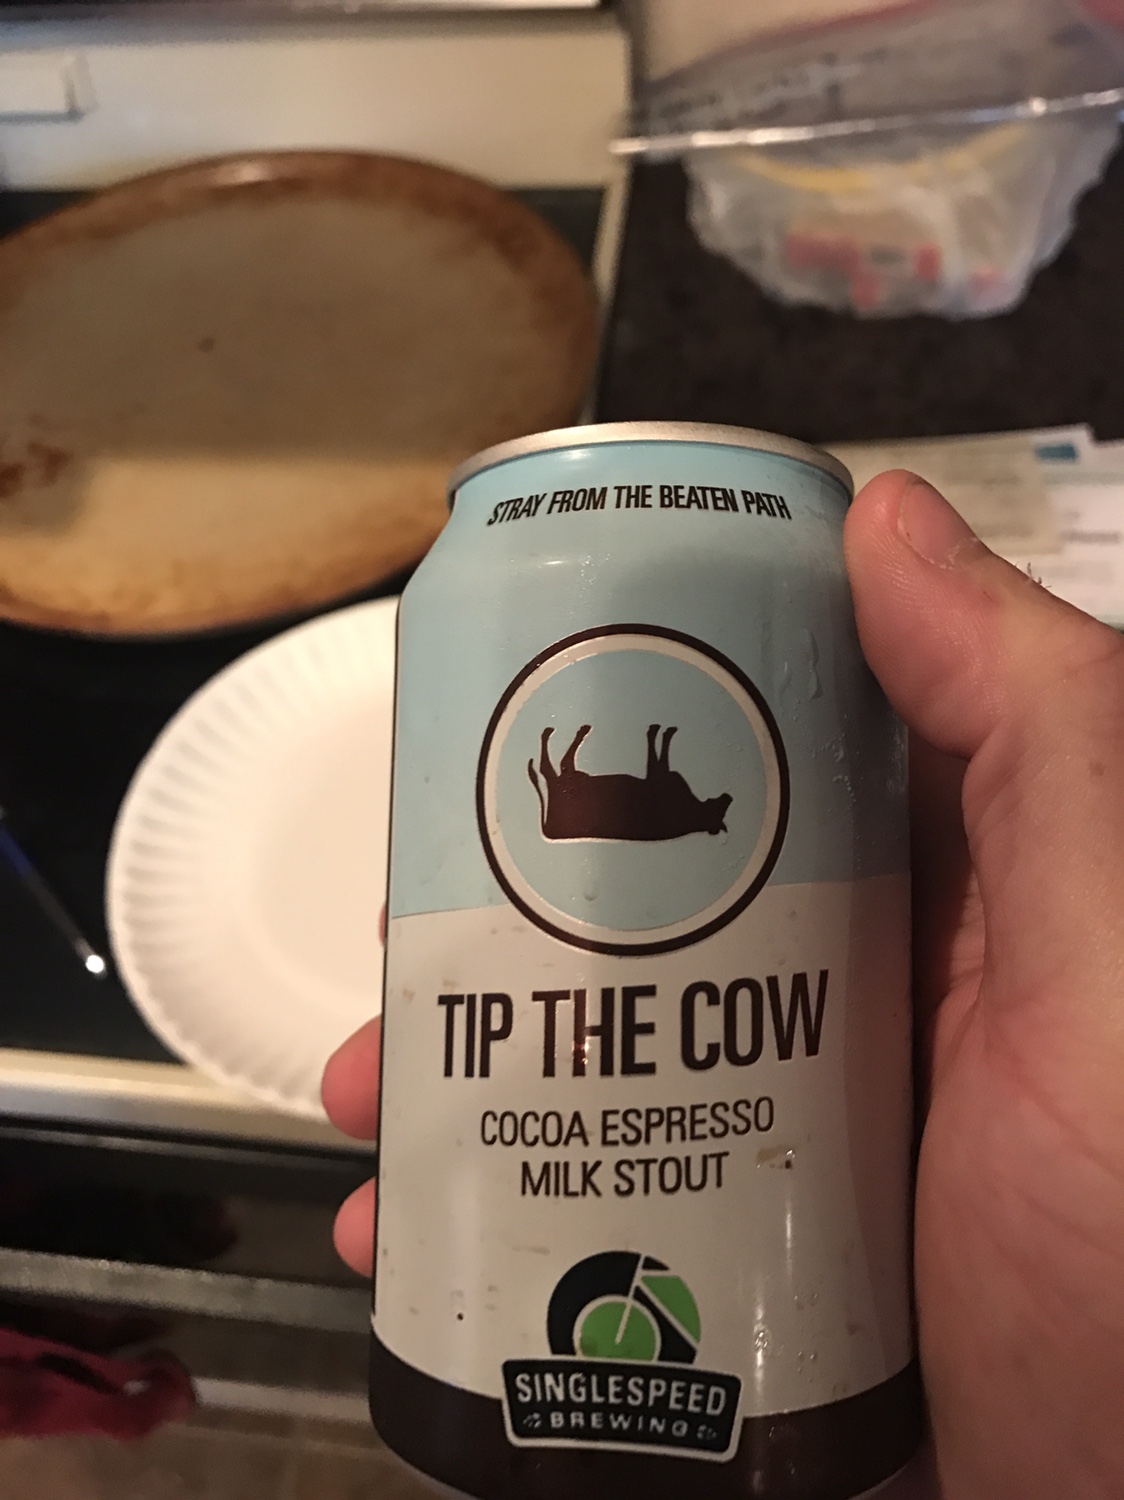 STRAY FROM THE BEATEN PATH
TIP THE COW
COCOA ESPRESSO
MILK STOUT
SINGLESPEED
BREWING